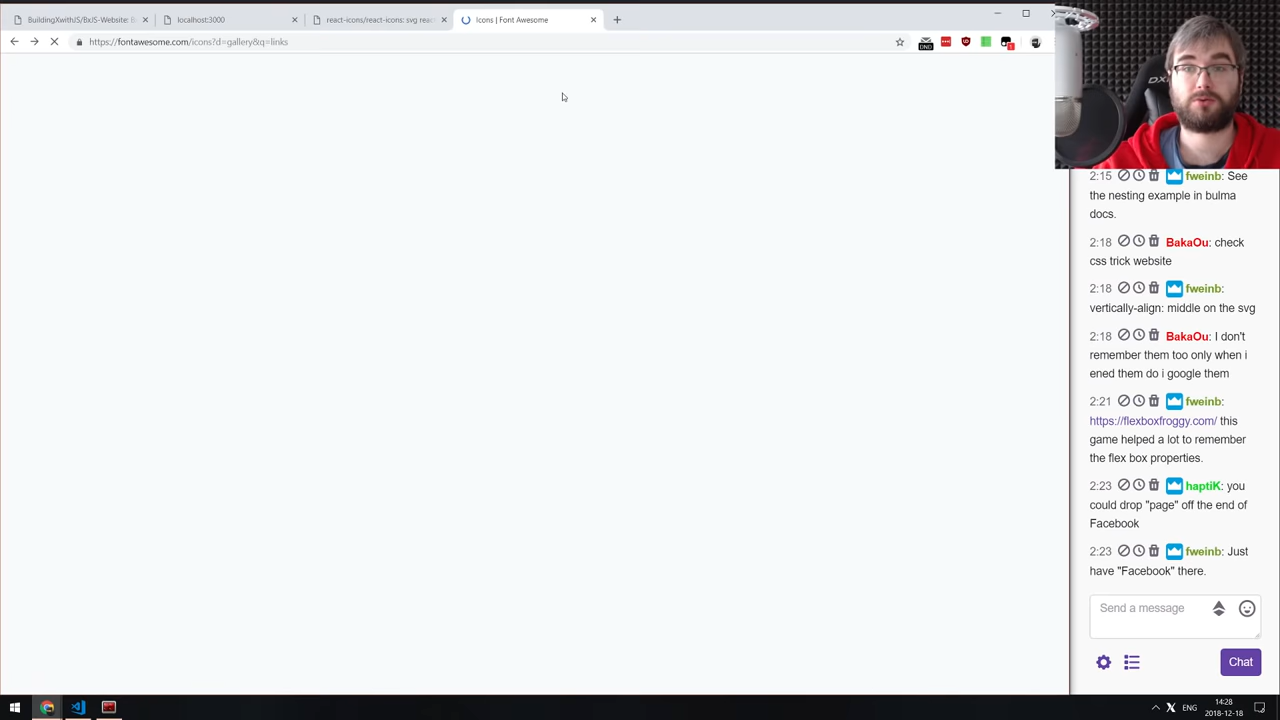 BuildingXwithJS/BxJS-Website: B
localhost:3000
react-icons/react-icons: svg reac
Icons | Font Awesome
https://fontawesome.com/icons?d=gallery&q=links
DND
1
DX
2:15 fweinb: See
the nesting example in bulma
docs.
2:18 BakaOu: check
css trick website
2:18 fweinb:
vertically-align: middle on the svg
2:18 BakaOu: I don't
remember them too only when i
ened them do i google them
2:21 fweinb:
https://flexboxfroggy.com/ this
game helped a lot to remember
the flex box properties.
2:23 haptiK: you
could drop "page" off the end of
Facebook
2:23 fweinb: Just
have "Facebook" there.
Send a message
Chat
ENG
14:28
2018-12-18